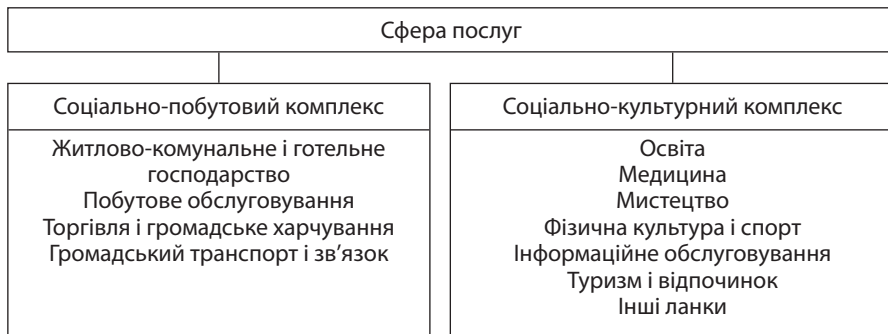 Сфера послуг
Соціально-побутовий комплекс
Житлово-комунальне і готельне
господарство
Побутове обслуговування
Торгівля і громадське харчування
Громадський транспорт і зв’язок
Соціально-культурний комплекс
Освіта
Медицина
Мистецтво
Фізична культура і спорт
Інформаційне обслуговування
Туризм і відпочинок
Інші ланки